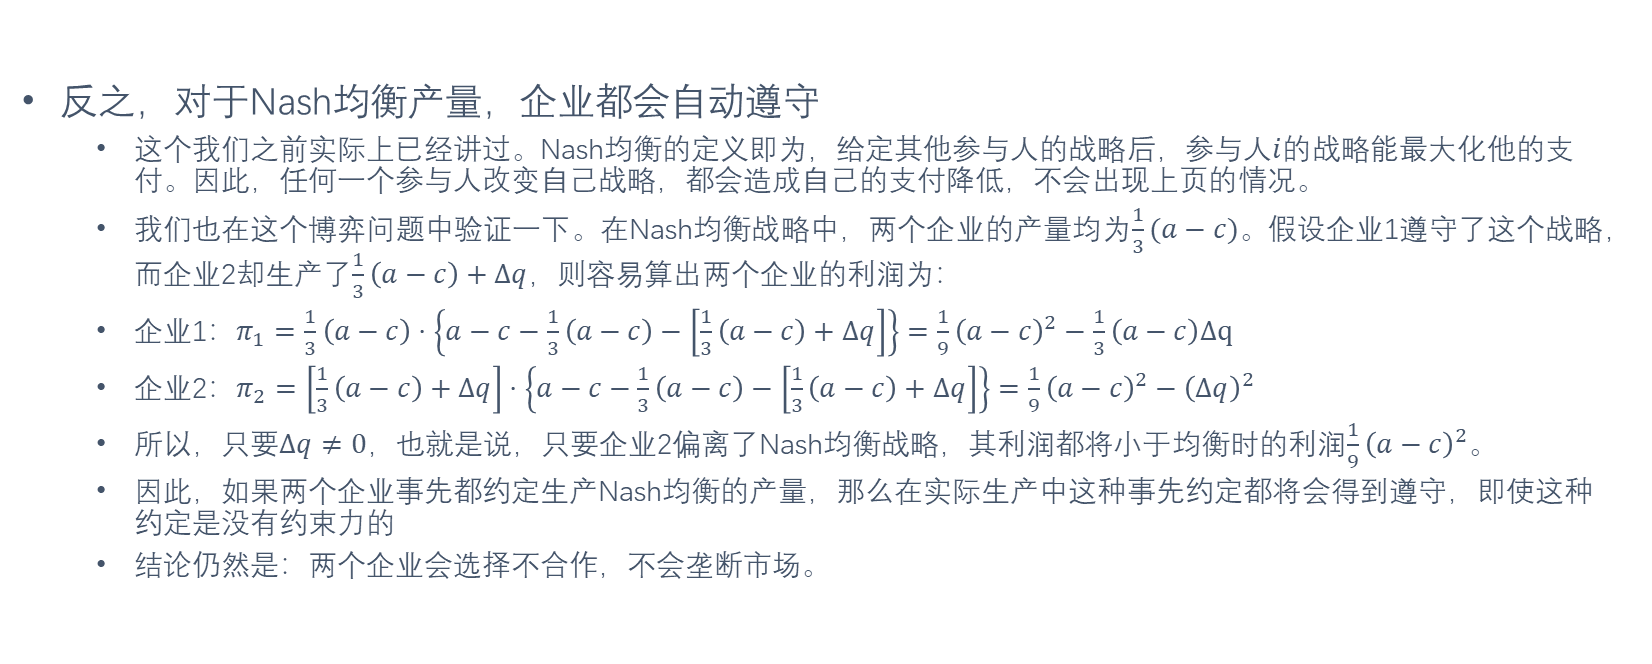 • 反之，对于Nash均衡产量，企业都会自动遵守
• 这个我们之前实际上已经讲过。Nash均衡的定义即为，给定其他参与人的战略后，参与人i的战略能最大化他的支
付。因此，任何一个参与人改变自己战略，都会造成自己的支付降低，不会出现上页的情况。
• 我们也在这个博弈问题中验证一下。在Nash均衡战略中，两个企业的产量均为1/3(a − c)。假设企业1遵守了这个战略，
而企业2却生产了1/3(a − c) + Δq，则容易算出两个企业的利润为：
• 企业1：π₁ = 1/3(a − c) · {a − c − 1/3(a − c) − [1/3(a − c) + Δq]} = 1/9(a − c)² − 1/3(a − c)Δq
• 企业2：π₂ = [1/3(a − c) + Δq] · {a − c − 1/3(a − c) − [1/3(a − c) + Δq]} = 1/9(a − c)² − (Δq)²
• 所以，只要Δq ≠ 0，也就是说，只要企业2偏离了Nash均衡战略，其利润都将小于均衡时的利润1/9(a − c)²。
• 因此，如果两个企业事先都约定生产Nash均衡的产量，那么在实际生产中这种事先约定都将会得到遵守，即使这种
约定是没有约束力的
• 结论仍然是：两个企业会选择不合作，不会垄断市场。